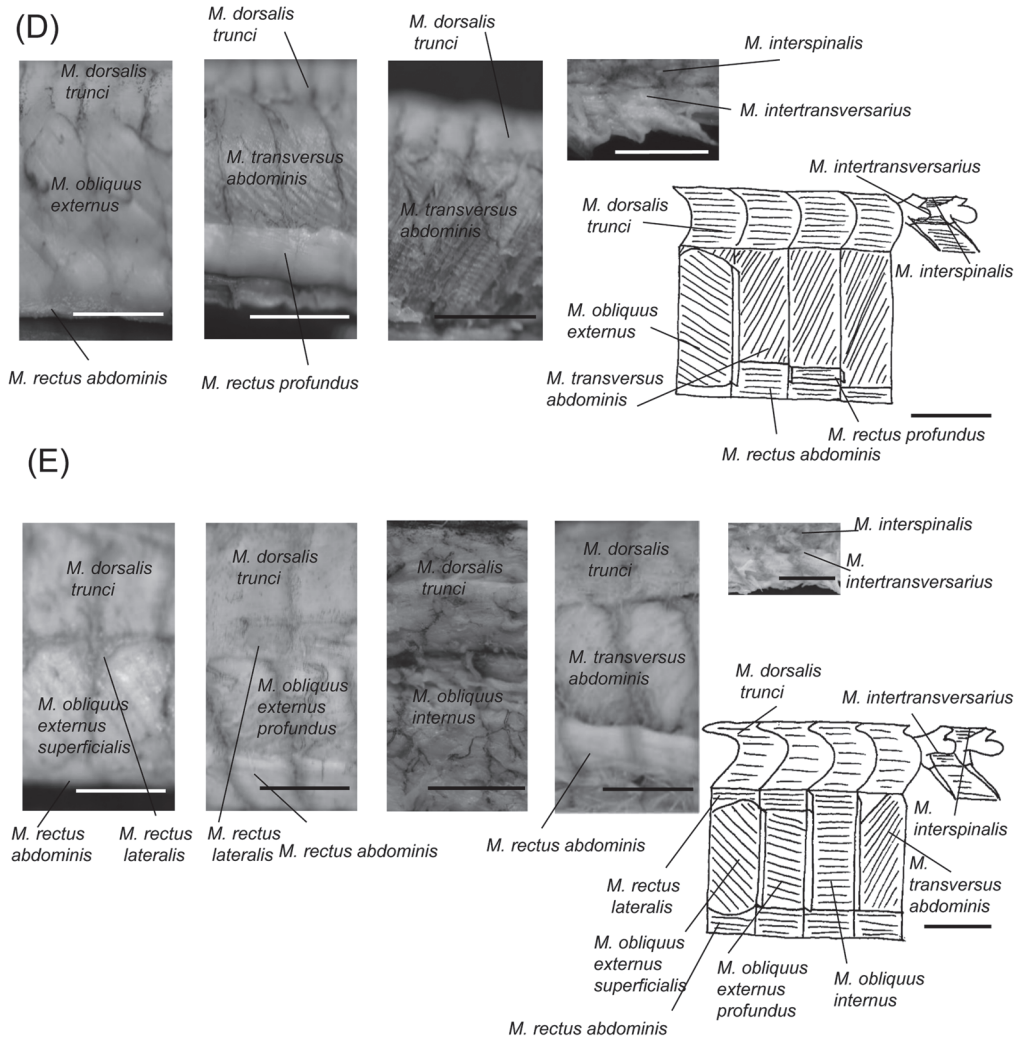 (D)
M. dorsalis
trunci
M. obliquus
externus
M. rectus abdominis
M. dorsalis
trunci
M. transversus
abdominis
M. rectus profundus
M. dorsalis
trunci
M. transversus
abdominis
M. interspinalis
M. intertransversarius
M. intertransversarius
M. dorsalis
trunci
M. interspinalis
M. obliquus
externus
M. transversus
abdominis
M. rectus profundus
M. rectus abdominis
(E)
M. dorsalis
trunci
M. obliquus
externus
superficialis
M. rectus
abdominis
M. rectus
lateralis
M. dorsalis
trunci
M. obliquus
externus
profundus
M. rectus
lateralis
M. rectus abdominis
M. dorsalis
trunci
M. obliquus
internus
M. dorsalis
trunci
M. transversus
abdominis
M. rectus abdominis
M. interspinalis
M.
intertransversarius
M. dorsalis
trunci
M. intertransversarius
M.
interspinalis
M.
transversus
abdominis
M. rectus
lateralis
M. obliquus
externus
superficialis
M. obliquus
externus
profundus
M. obliquus
internus
M. rectus abdominis